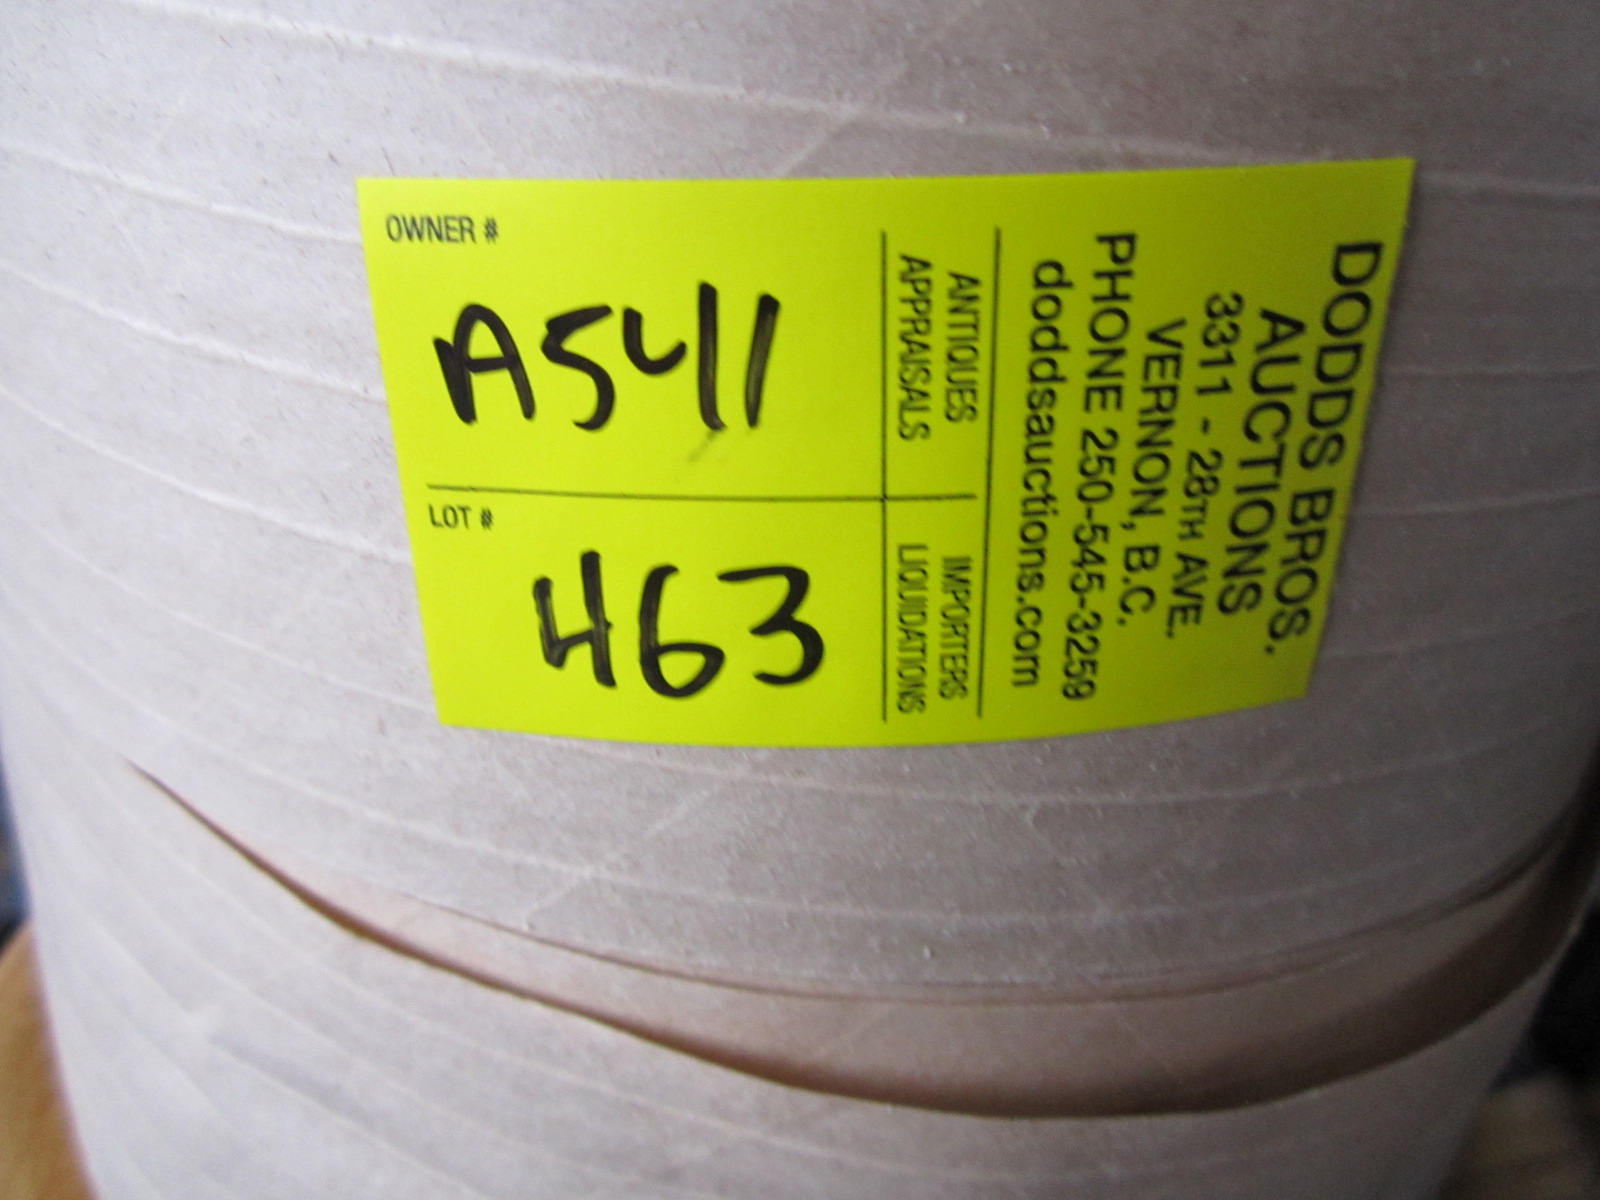 DODDS BROS.
AUCTIONS
3311 - 28TH AVE.
VERNON, B.C.
PHONE 250-545-3259
doddsauctions.com
ANTIQUES
APPRAISALS
IMPORTERS
LIQUIDATIONS
OWNER #
A541
LOT #
463